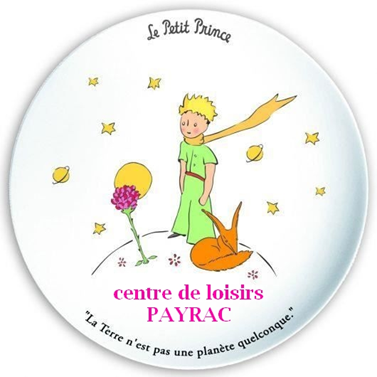 Le Petit Prince
centre de loisirs
PAYRAC
"La Terre n'est pas une planète quelconque."